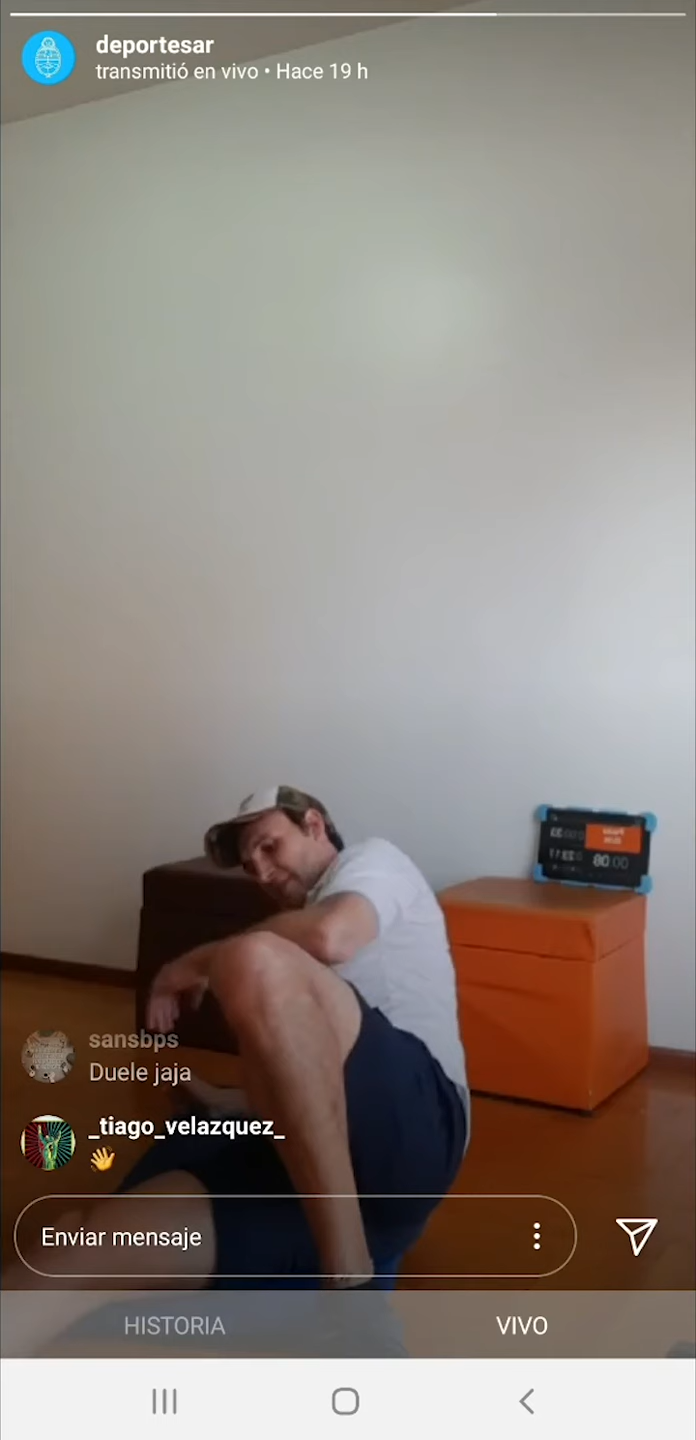 deportesar
transmitió en vivo • Hace 19 h
sansbps
Duele jaja
_tiago_velazquez_
👋
Enviar mensaje
HISTORIA
VIVO